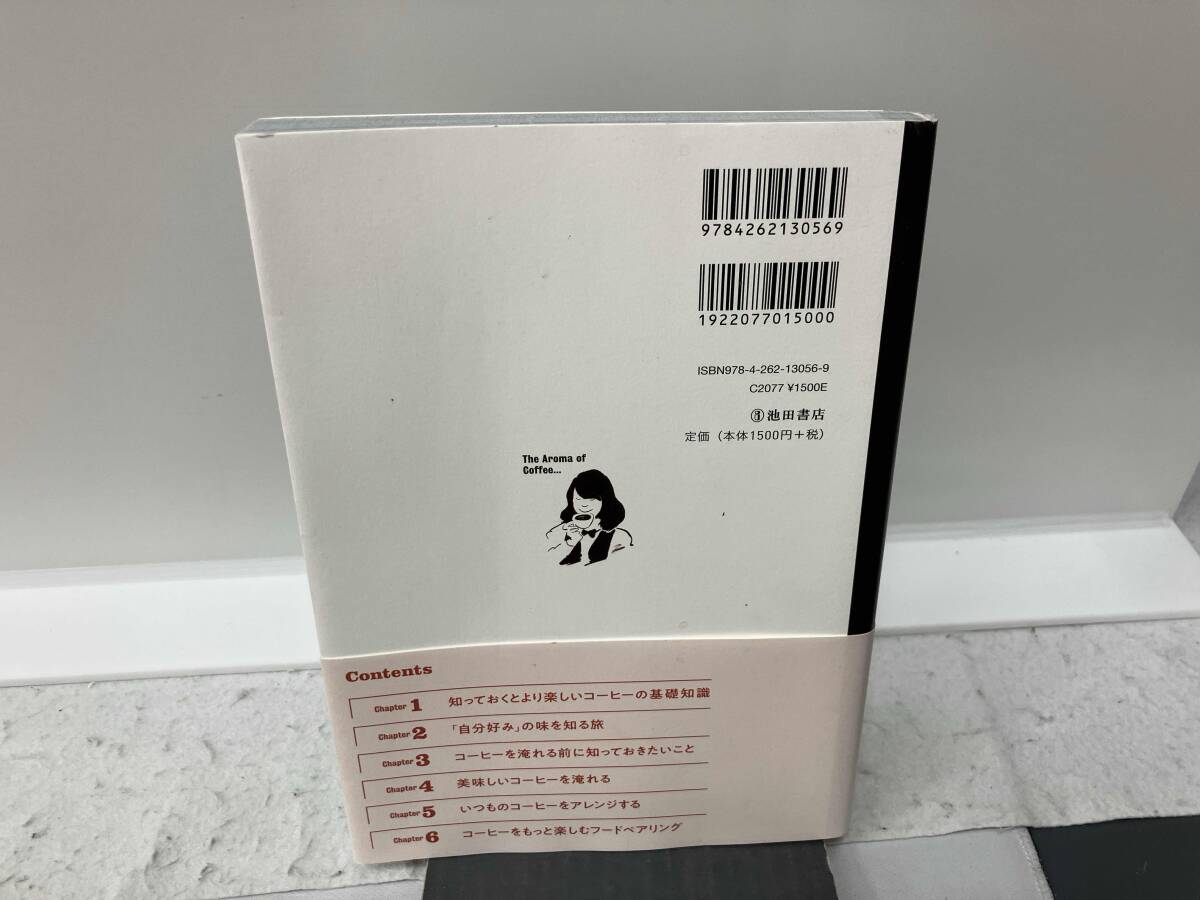 9784262130569
1922077015000
ISBN978-4-262-13056-9
C2077 ¥1500E
池田書店
定価（本体1500円＋税）
The Aroma of
Coffee...
Contents
Chapter 1 知っておくとより楽しいコーヒーの基礎知識
Chapter 2 「自分好み」の味を知る旅
Chapter 3 コーヒーを淹れる前に知っておきたいこと
Chapter 4 美味しいコーヒーを淹れる
Chapter 5 いつものコーヒーをアレンジする
Chapter 6 コーヒーをもっと楽しむフードペアリング